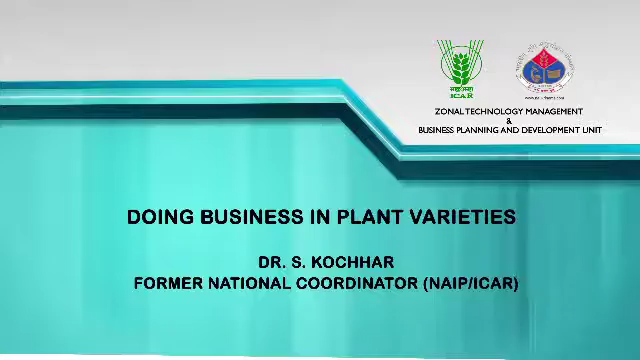 ICAR
ZONAL TECHNOLOGY MANAGEMENT
&
BUSINESS PLANNING AND DEVELOPMENT UNIT
DOING BUSINESS IN PLANT VARIETIES
DR. S. KOCHHAR
FORMER NATIONAL COORDINATOR (NAIP/ICAR)